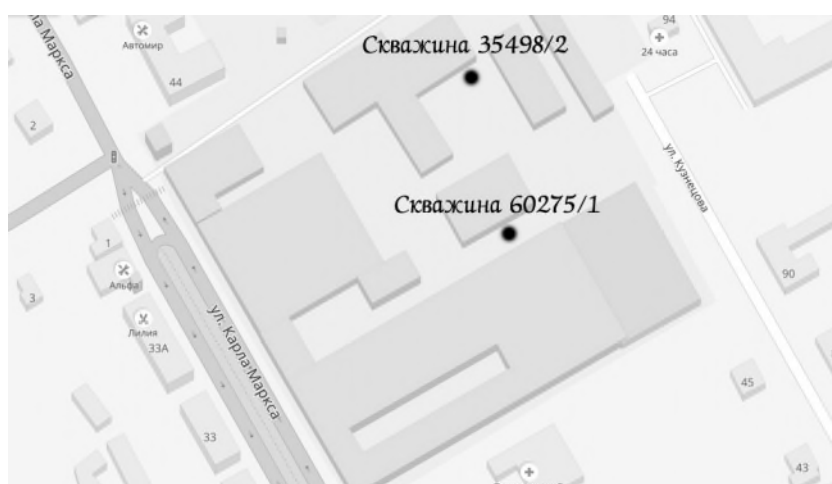 ла Маркса
Автомир
Скважина 35498/2
94
24 часа
44
2
ул. Кузнецова
Скважина 60275/1
1
Альфа
90
3
ул. Карла Маркса
Лилия
33А
45
33
43